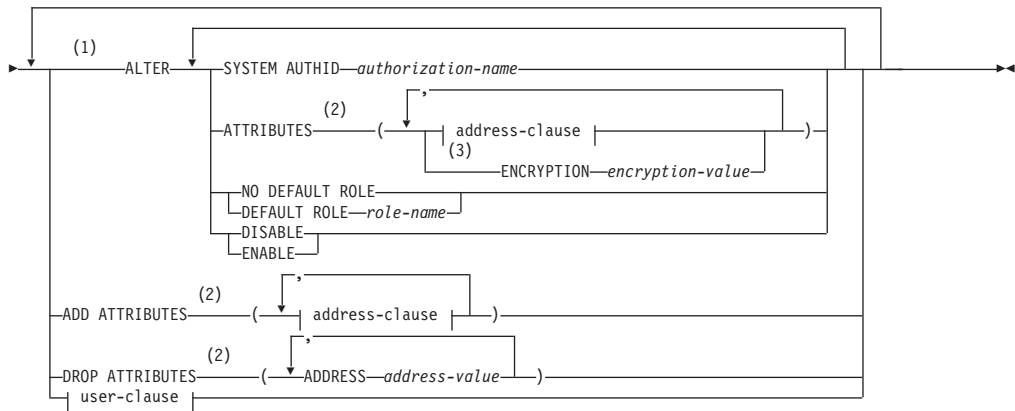 (1)
ALTER SYSTEM AUTHID authorization-name
,
(2)
ATTRIBUTES ( address-clause )
(3)
ENCRYPTION encryption-value
NO DEFAULT ROLE
DEFAULT ROLE role-name
DISABLE
ENABLE
,
(2)
ADD ATTRIBUTES ( address-clause )
,
(2)
DROP ATTRIBUTES ( ADDRESS address-value )
user-clause